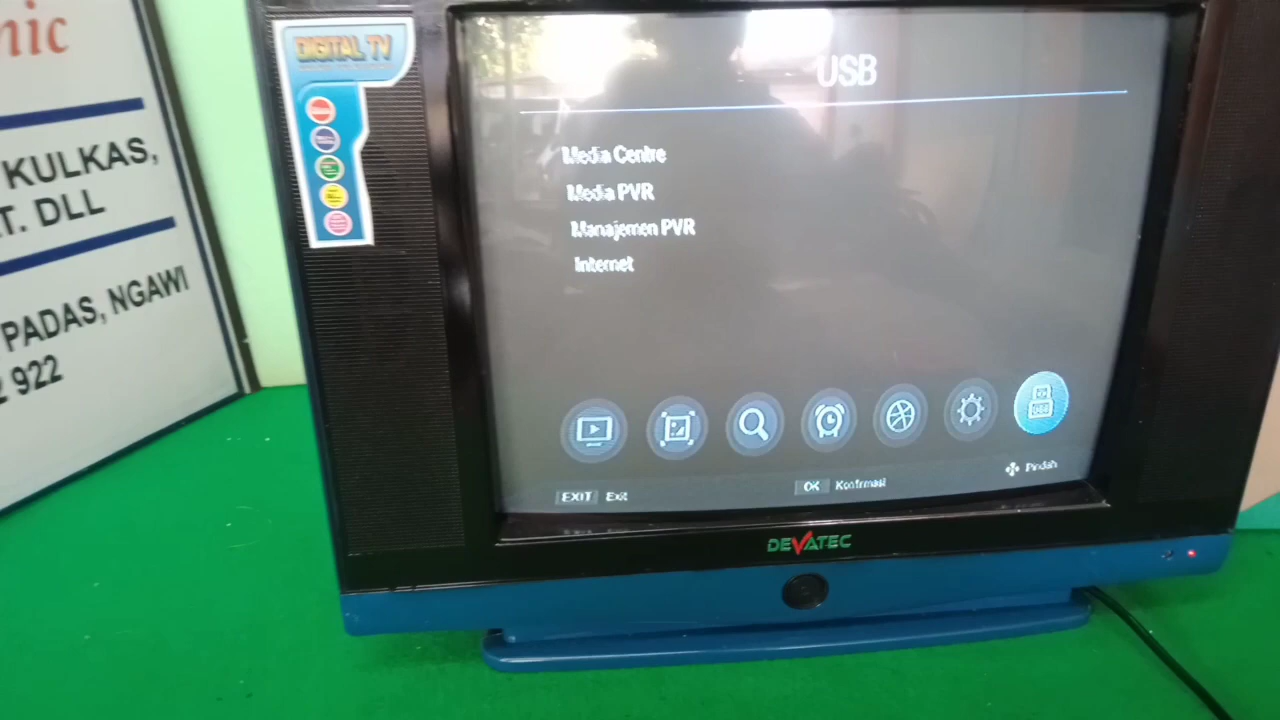 nic
KULKAS,
T. DLL
PADAS, NGAWI
922
DIGITAL TV
USB
Media Centre
Media PVR
Manajemen PVR
Internet
USB
EXIT Exit
OK Konfirmasi
Pindah
DEVATEC